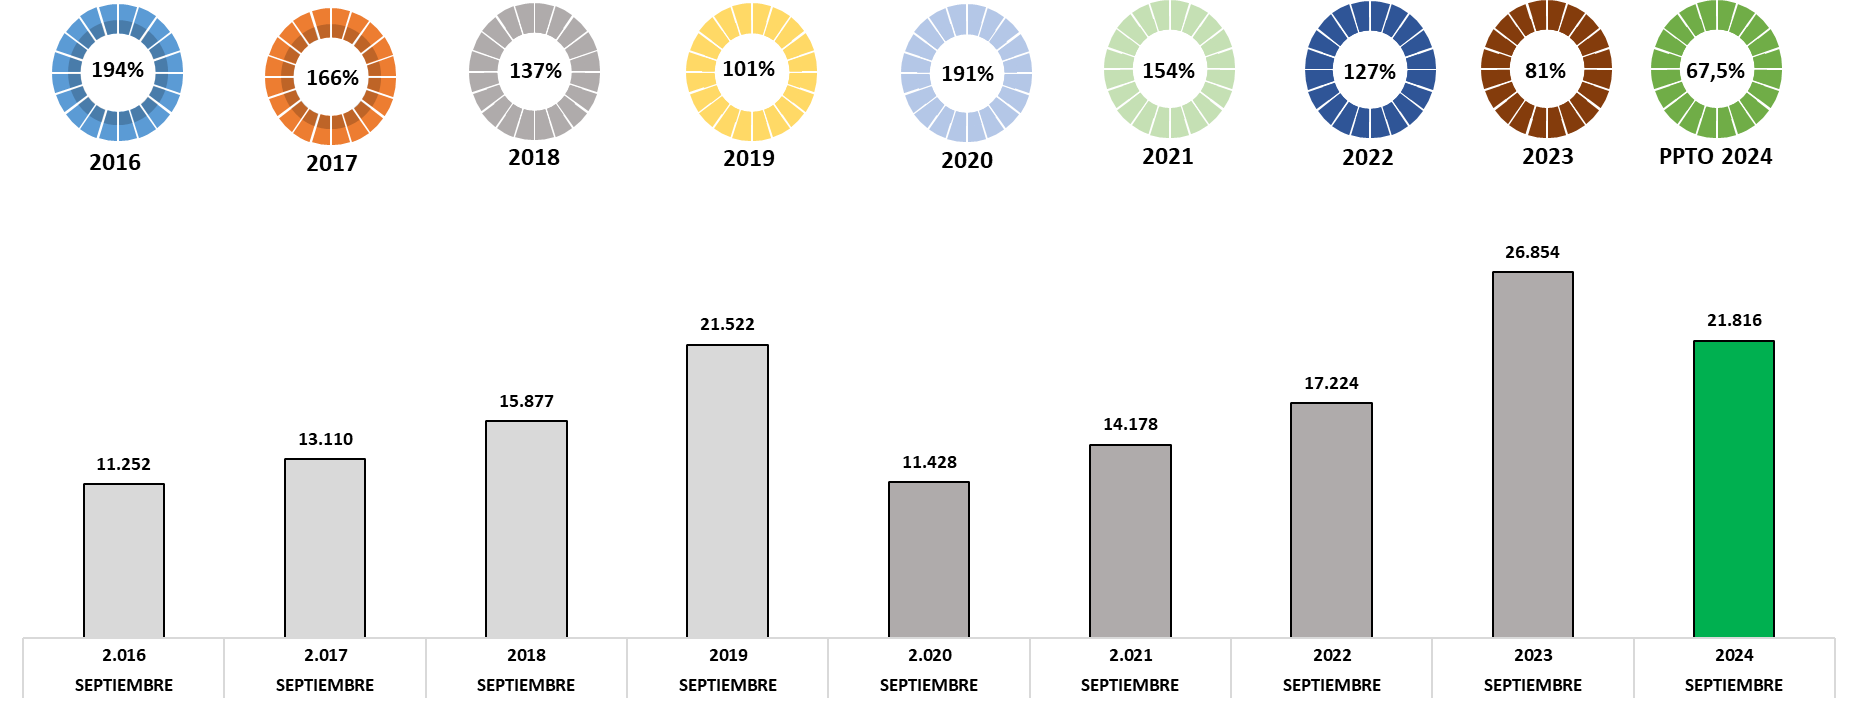 194% 166% 137% 101% 191% 154% 127% 81% 67,5%
2016 2017 2018 2019 2020 2021 2022 2023 PPTO 2024
26.854
21.522 21.816
17.224
15.877
14.178
13.110
11.252 11.428
2.016 2.017 2018 2019 2.020 2.021 2022 2023 2024
SEPTIEMBRE SEPTIEMBRE SEPTIEMBRE SEPTIEMBRE SEPTIEMBRE SEPTIEMBRE SEPTIEMBRE SEPTIEMBRE SEPTIEMBRE